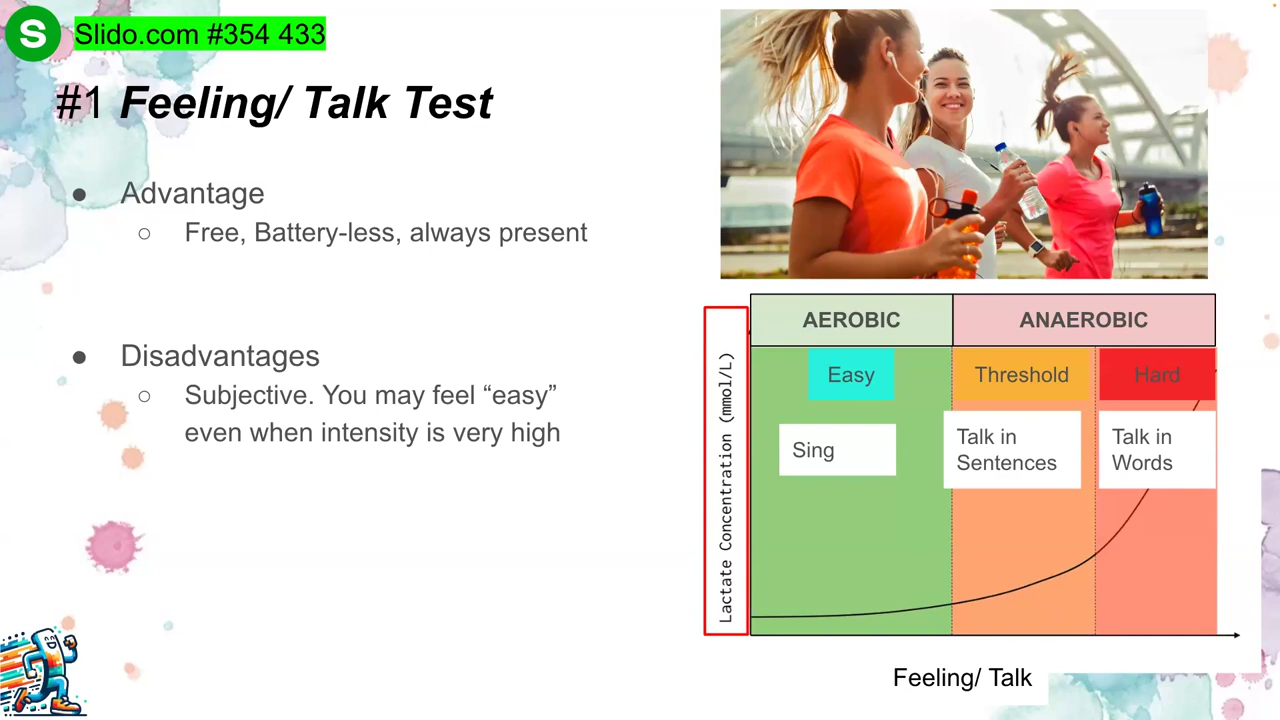 S
Slido.com #354 433
#1 Feeling/ Talk Test
● Advantage
○ Free, Battery-less, always present
● Disadvantages
○ Subjective. You may feel “easy”
even when intensity is very high
AEROBIC
ANAEROBIC
Easy
Threshold
Hard
Sing
Talk in
Sentences
Talk in
Words
Lactate Concentration (mmol/L)
Feeling/ Talk